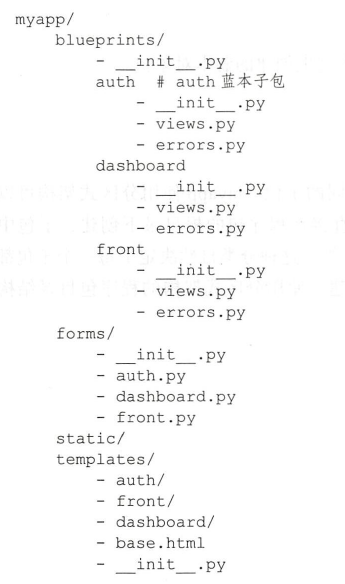 myapp/
    blueprints/
        - __init__.py
        auth  # auth 蓝本子包
            - __init__.py
            - views.py
            - errors.py
        dashboard
            - __init__.py
            - views.py
            - errors.py
        front
            - __init__.py
            - views.py
            - errors.py
    forms/
        - __init__.py
        - auth.py
        - dashboard.py
        - front.py
    static/
    templates/
        - auth/
        - front/
        - dashboard/
        - base.html
        - __init__.py